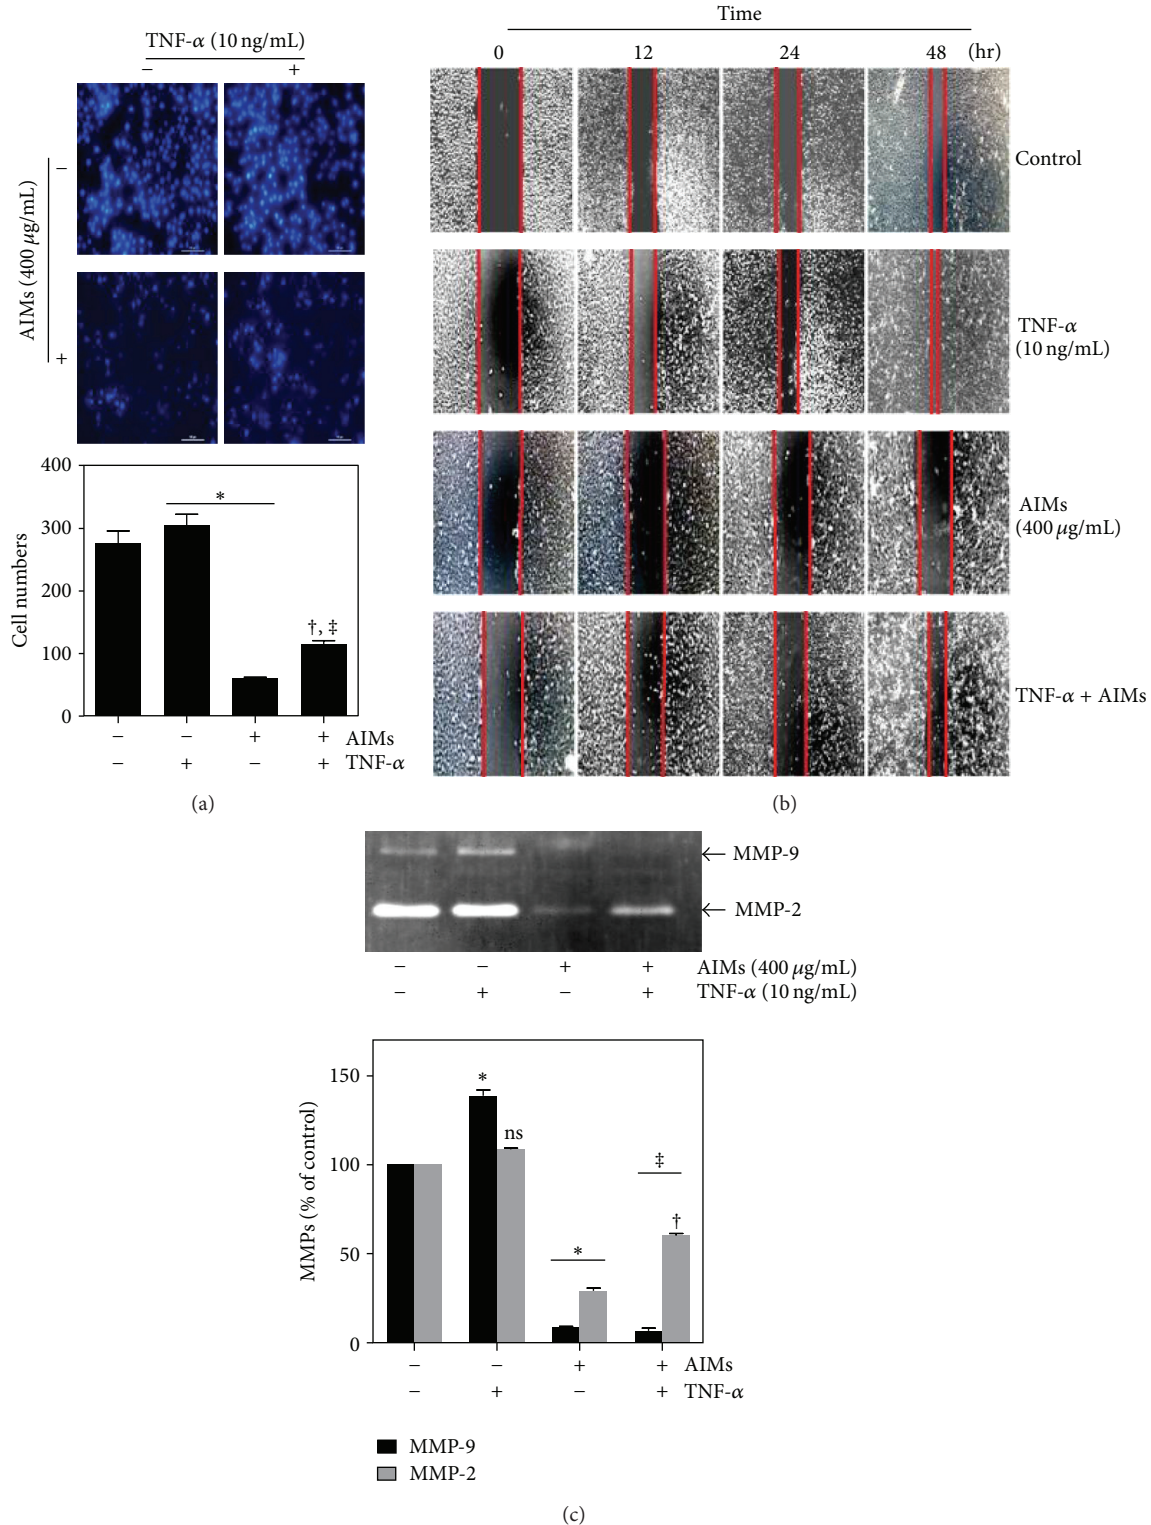 TNF-α (10 ng/mL)
− +
AIMs (400 μg/mL)
−
+
400
300
200
100
0
Cell numbers
*
†, ‡
− − + + AIMs
− + − + TNF-α
(a)
Time
0 12 24 48 (hr)
Control
TNF-α
(10 ng/mL)
AIMs
(400 μg/mL)
TNF-α + AIMs
(b)
MMP-9
MMP-2
− − + + AIMs (400 μg/mL)
− + − + TNF-α (10 ng/mL)
150
100
50
0
MMPs (% of control)
*
ns
*
‡
†
− − + + AIMs
− + − + TNF-α
MMP-9
MMP-2
(c)